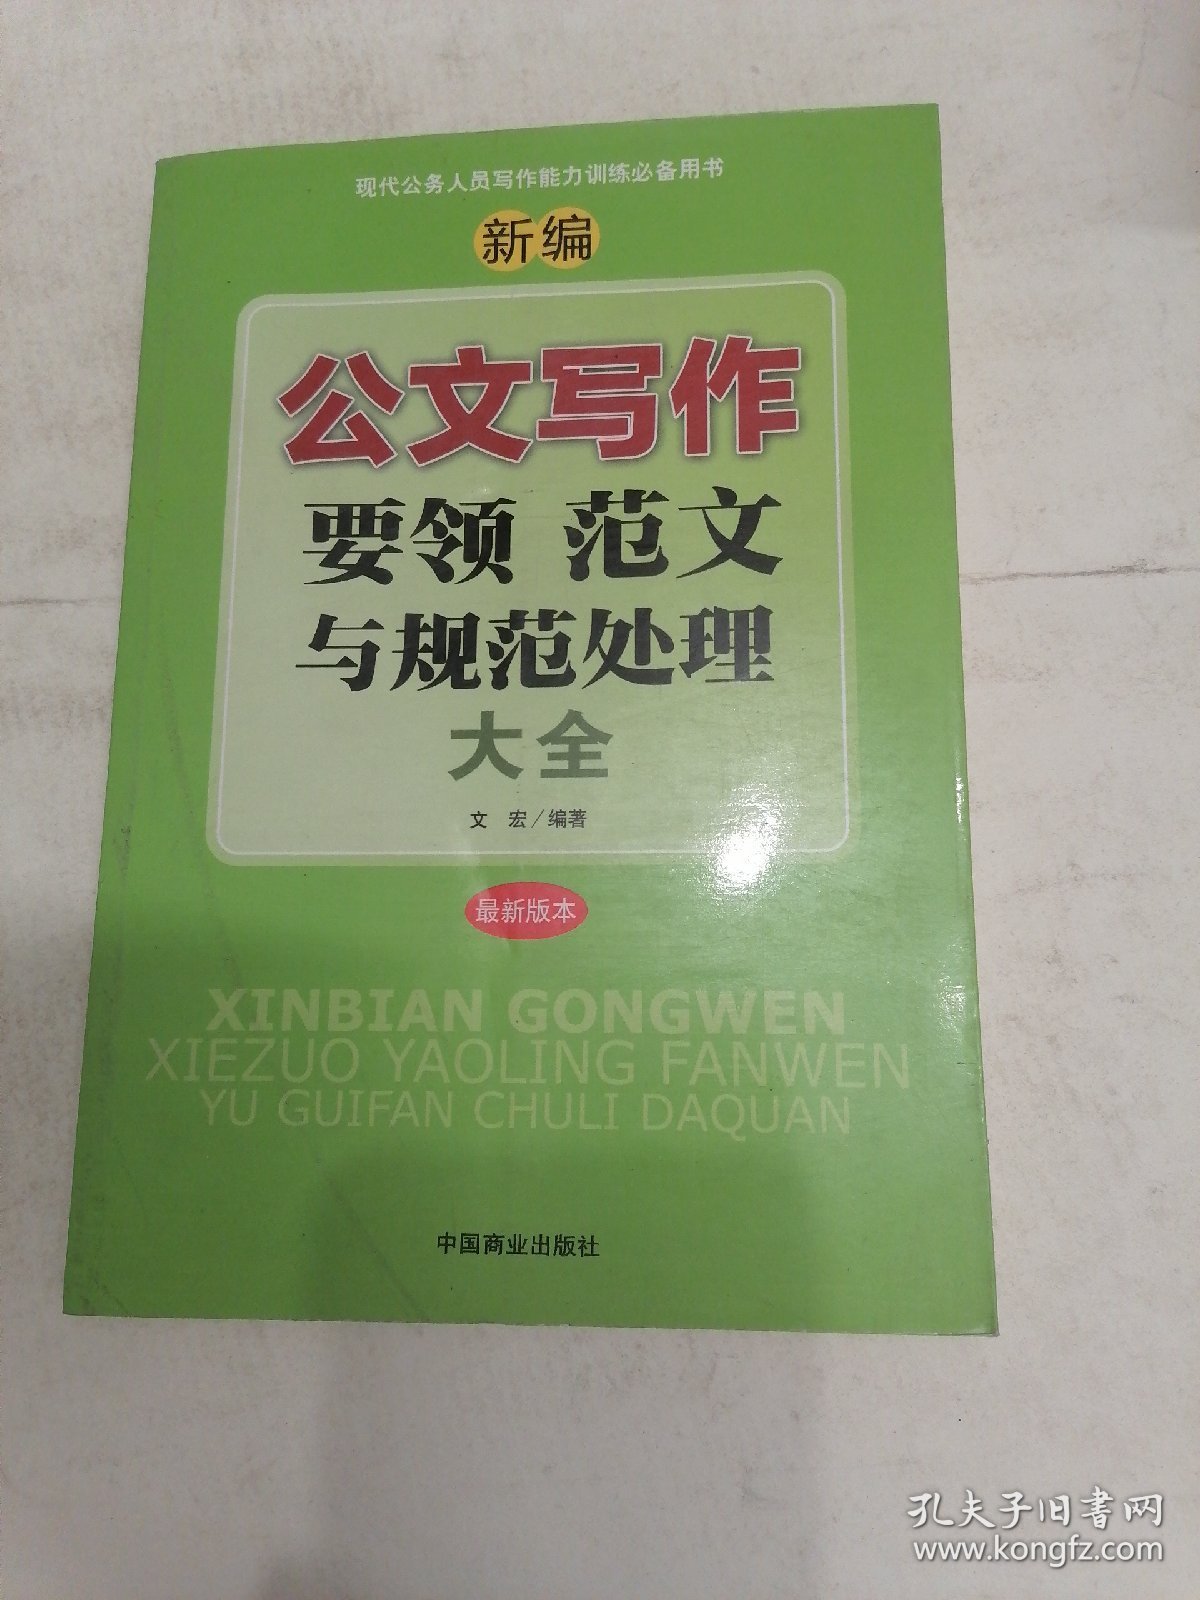 现代公务人员写作能力训练必备用书
新编
公文写作
要领 范文
与规范处理
大全
文 宏/编著
最新版本
XINBIAN GONGWEN
XIEZUO YAOLING FANWEN
YU GUIFAN CHULI DAQUAN
中国商业出版社
孔夫子旧书网
www.kongfz.com